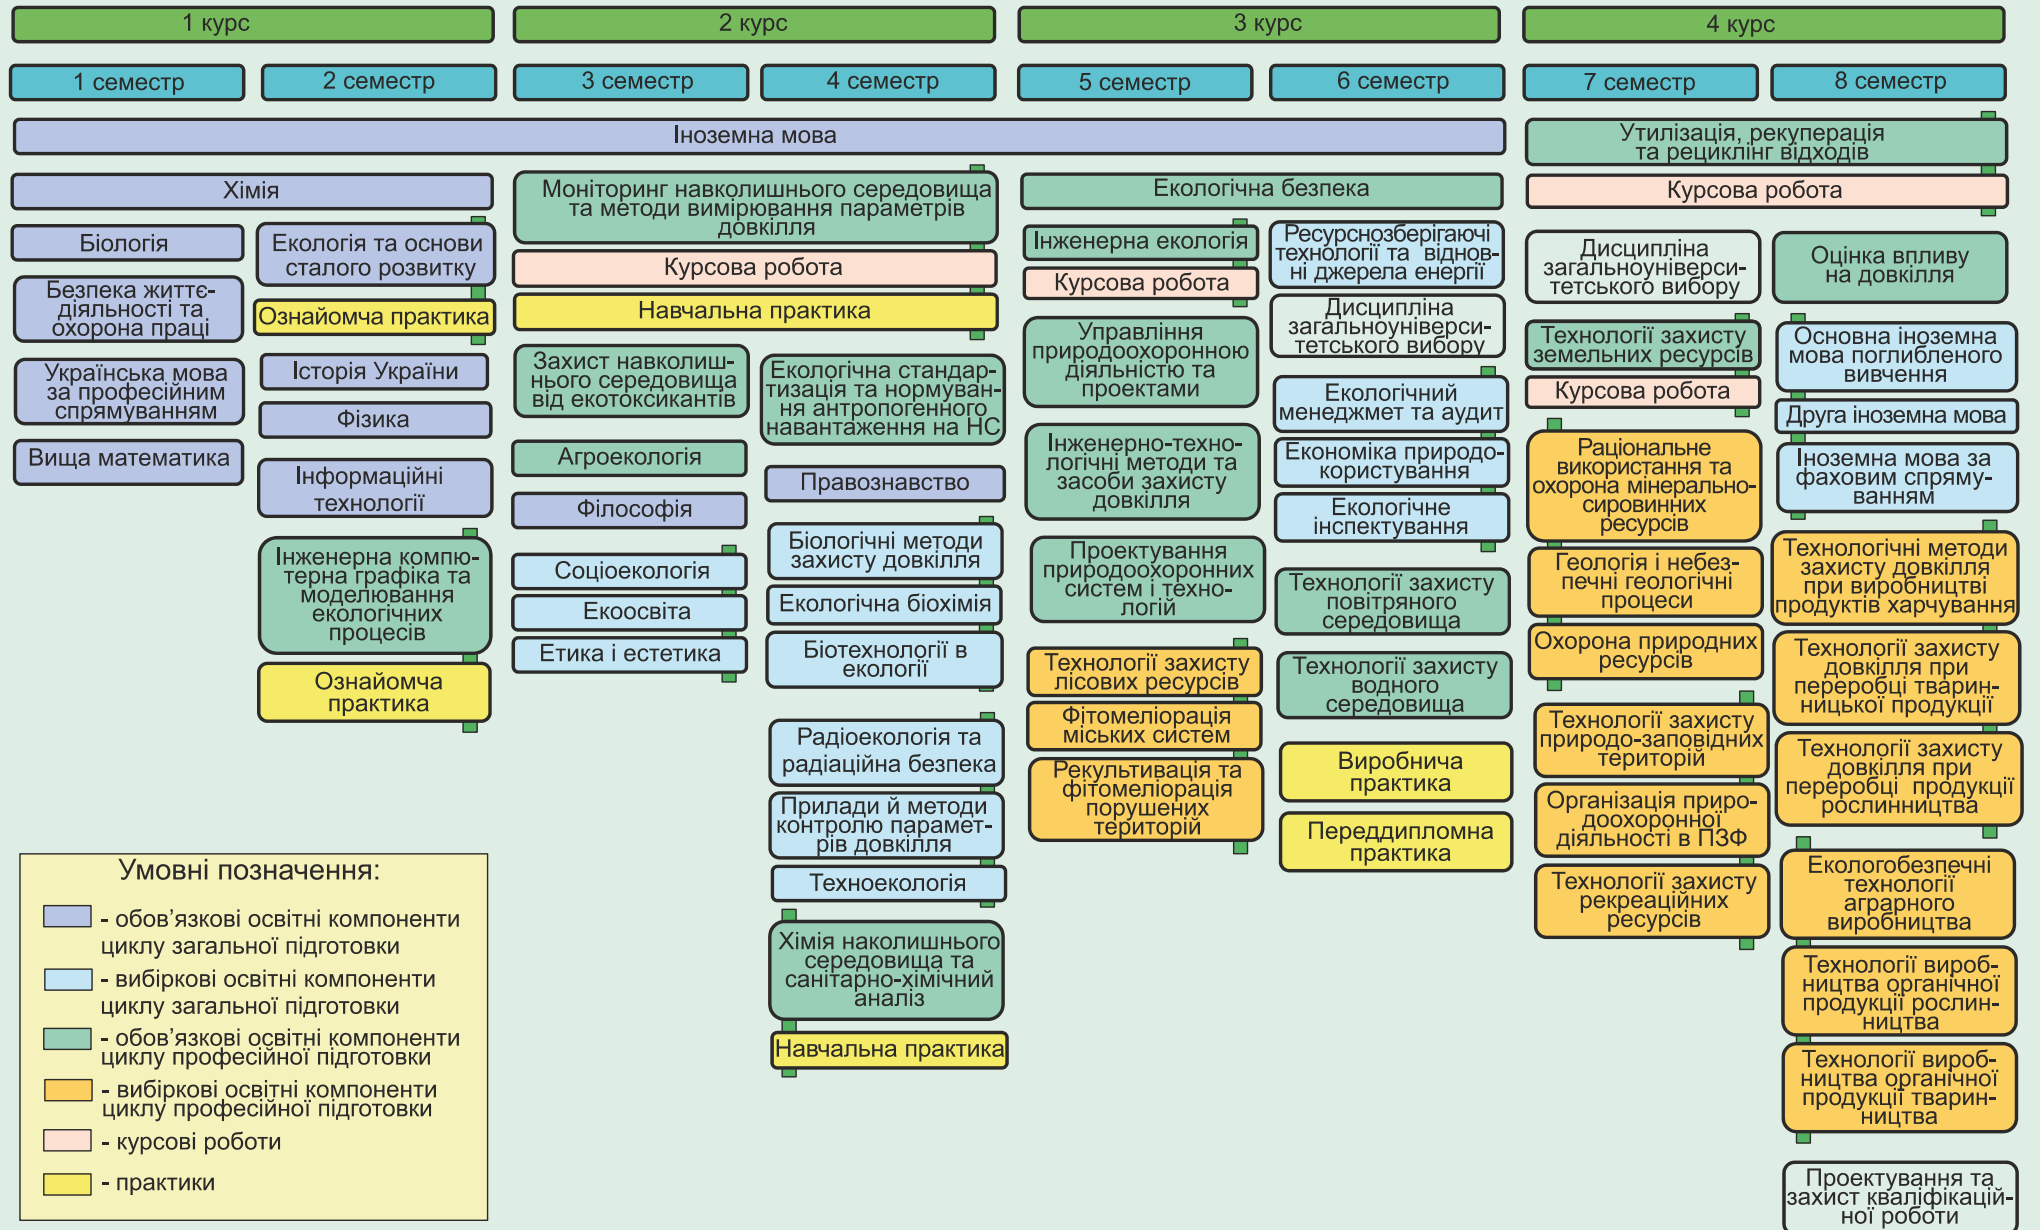 1 курс
2 курс
3 курс
4 курс
1 семестр
2 семестр
3 семестр
4 семестр
5 семестр
6 семестр
7 семестр
8 семестр
Іноземна мова
Хімія
Біологія
Безпека життє-
діяльності та
охорона праці
Українська мова
за професійним
спрямуванням
Вища математика
Екологія та основи
сталого розвитку
Ознайомча практика
Історія України
Фізика
Інформаційні
технології
Інженерна компю-
терна графіка та
моделювання
екологічних
процесів
Ознайомча
практика
Моніторинг навколишнього середовища
та методи вимірювання параметрів
довкілля
Курсова робота
Навчальна практика
Захист навколиш-
нього середовища
від екотоксикантів
Агроекологія
Філософія
Соціоекологія
Екоосвіта
Етика і естетика
Екологічна стандар-
тизація та нормуван-
ня антропогенного
навантаження на НС
Правознавство
Біологічні методи
захисту довкілля
Екологічна біохімія
Біотехнології в
екології
Радіоекологія та
радіаційна безпека
Прилади й методи
контролю парамет-
рів довкілля
Техноекологія
Хімія наколишнього
середовища та
санітарно-хімічний
аналіз
Навчальна практика
Екологічна безпека
Інженерна екологія
Курсова робота
Управління
природоохоронною
діяльністю та
проектами
Інженерно-техно-
логічні методи та
засоби захисту
довкілля
Проектування
природоохоронних
систем і техно-
логій
Технології захисту
лісових ресурсів
Фітомеліорація
міських систем
Рекультивація та
фітомеліорація
порушених
територій
Ресурснозберігаючі
технології та віднов-
ні джерела енергії
Дисципліна
загальноуніверси-
тетського вибору
Екологічний
менеджмет та аудит
Економіка природо-
користування
Екологічне
інспектування
Технології захисту
повітряного
середовища
Технології захисту
водного
середовища
Виробнича
практика
Переддипломна
практика
Утилізація, рекуперація
та рециклінг відходів
Курсова робота
Дисципліна
загальноуніверси-
тетського вибору
Технології захисту
земельних ресурсів
Курсова робота
Раціональне
використання та
охорона мінерально-
сировинних
ресурсів
Геологія і небез-
печні геологічні
процеси
Охорона природних
ресурсів
Технології захисту
природо-заповідних
територій
Організація приро-
доохоронної
діяльності в ПЗФ
Технології захисту
рекреаційних
ресурсів
Оцінка впливу
на довкілля
Основна іноземна
мова поглибленого
вивчення
Друга іноземна мова
Іноземна мова за
фаховим спряму-
ванням
Технологічні методи
захисту довкілля
при виробництві
продуктів харчування
Технології захисту
довкілля при
переробці тварин-
ницької продукції
Технології захисту
довкілля при
переробці продукції
рослинництва
Екологобезпечні
технології
аграрного
виробництва
Технології вироб-
ництва органічної
продукції рослин-
ництва
Технології вироб-
ництва органічної
продукції тварин-
ництва
Проектування та
захист кваліфікацій-
ної роботи
Умовні позначення:
- обов’язкові освітні компоненти
циклу загальної підготовки
- вибіркові освітні компоненти
циклу загальної підготовки
- обов’язкові освітні компоненти
циклу професійної підготовки
- вибіркові освітні компоненти
циклу професійної підготовки
- курсові роботи
- практики